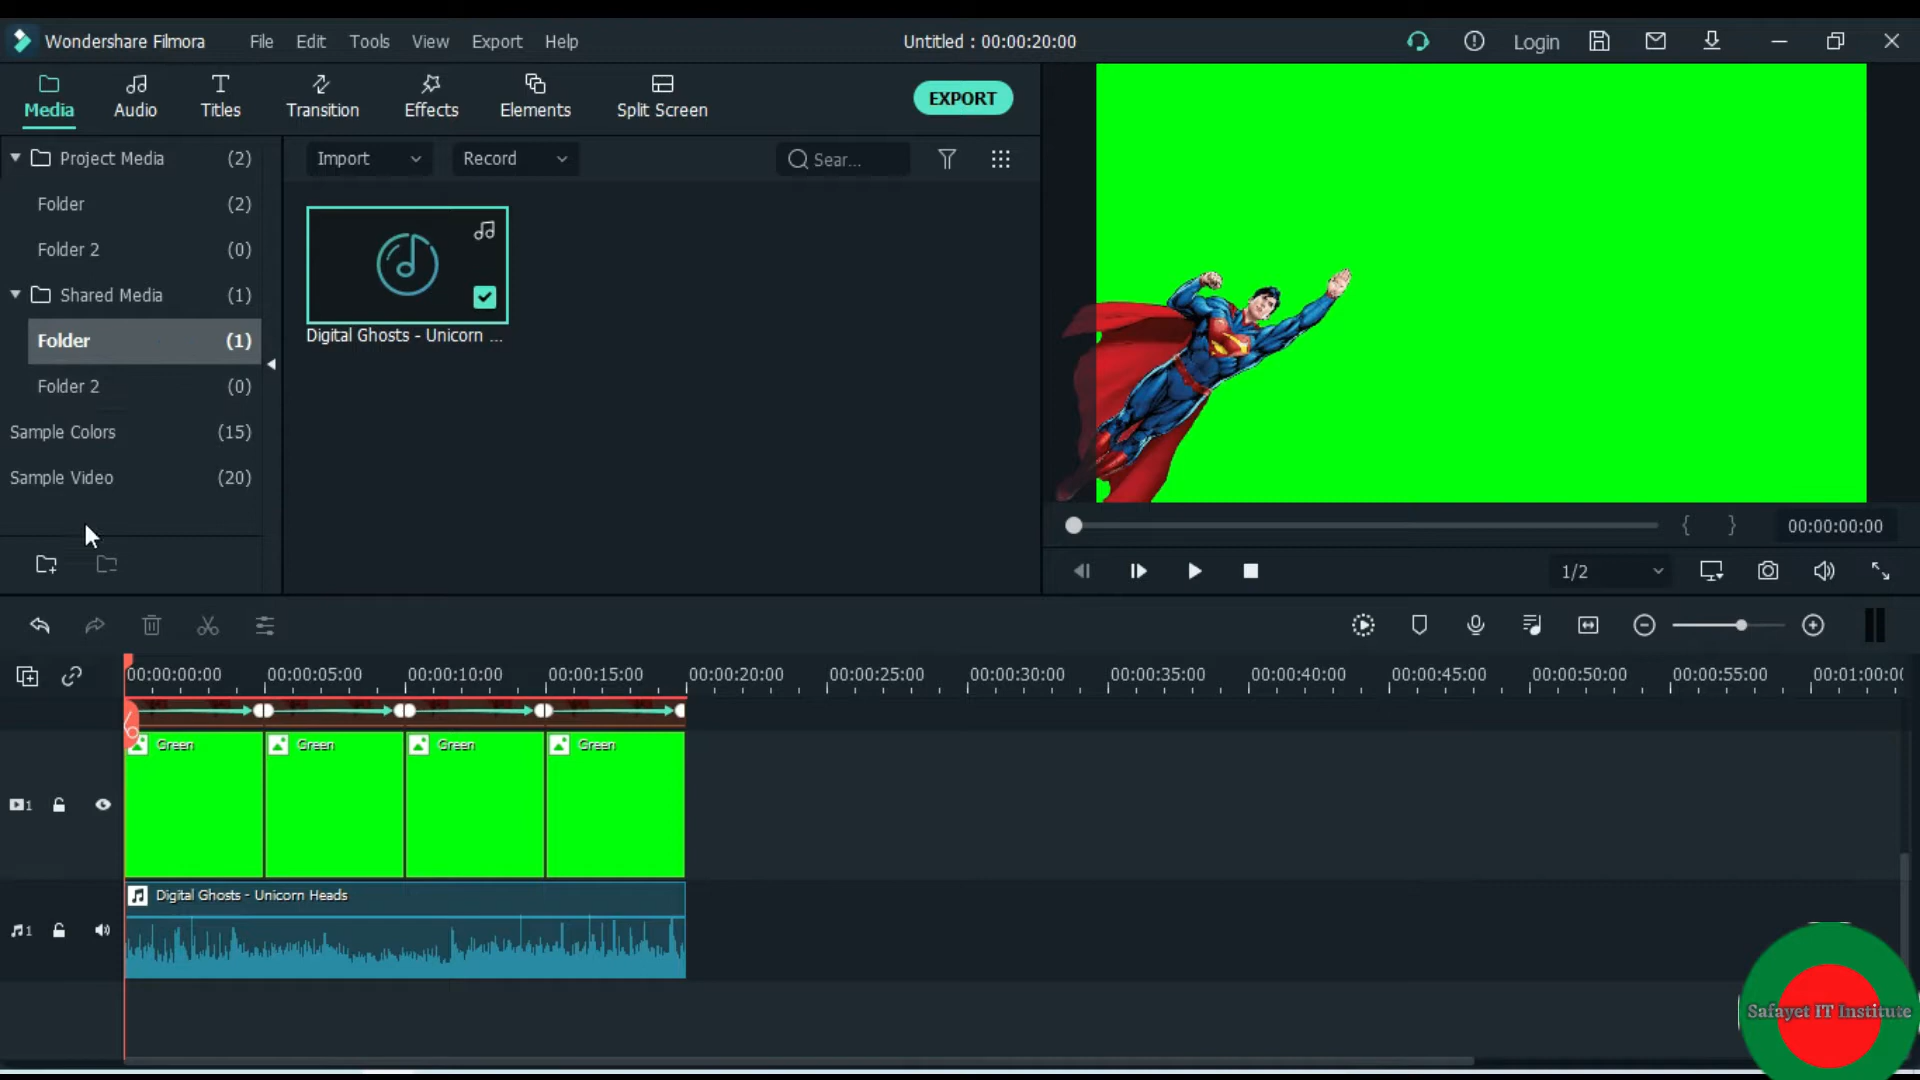 Wondershare Filmora File Edit Tools View Export Help Untitled : 00:00:20:00 Login
Media Audio Titles Transition Effects Elements Split Screen EXPORT
Project Media (2)
Folder (2)
Folder 2 (0)
Shared Media (1)
Folder (1)
Folder 2 (0)
Sample Colors (15)
Sample Video (20)
Import Record Sear...
Digital Ghosts - Unicorn ...
{ } 00:00:00:00
1/2
00:00:00:00 00:00:05:00 00:00:10:00 00:00:15:00 00:00:20:00 00:00:25:00 00:00:30:00 00:00:35:00 00:00:40:00 00:00:45:00 00:00:50:00 00:00:55:00 00:01:00:0
Green Green Green Green
1
Digital Ghosts - Unicorn Heads
1
Safayet IT Institute